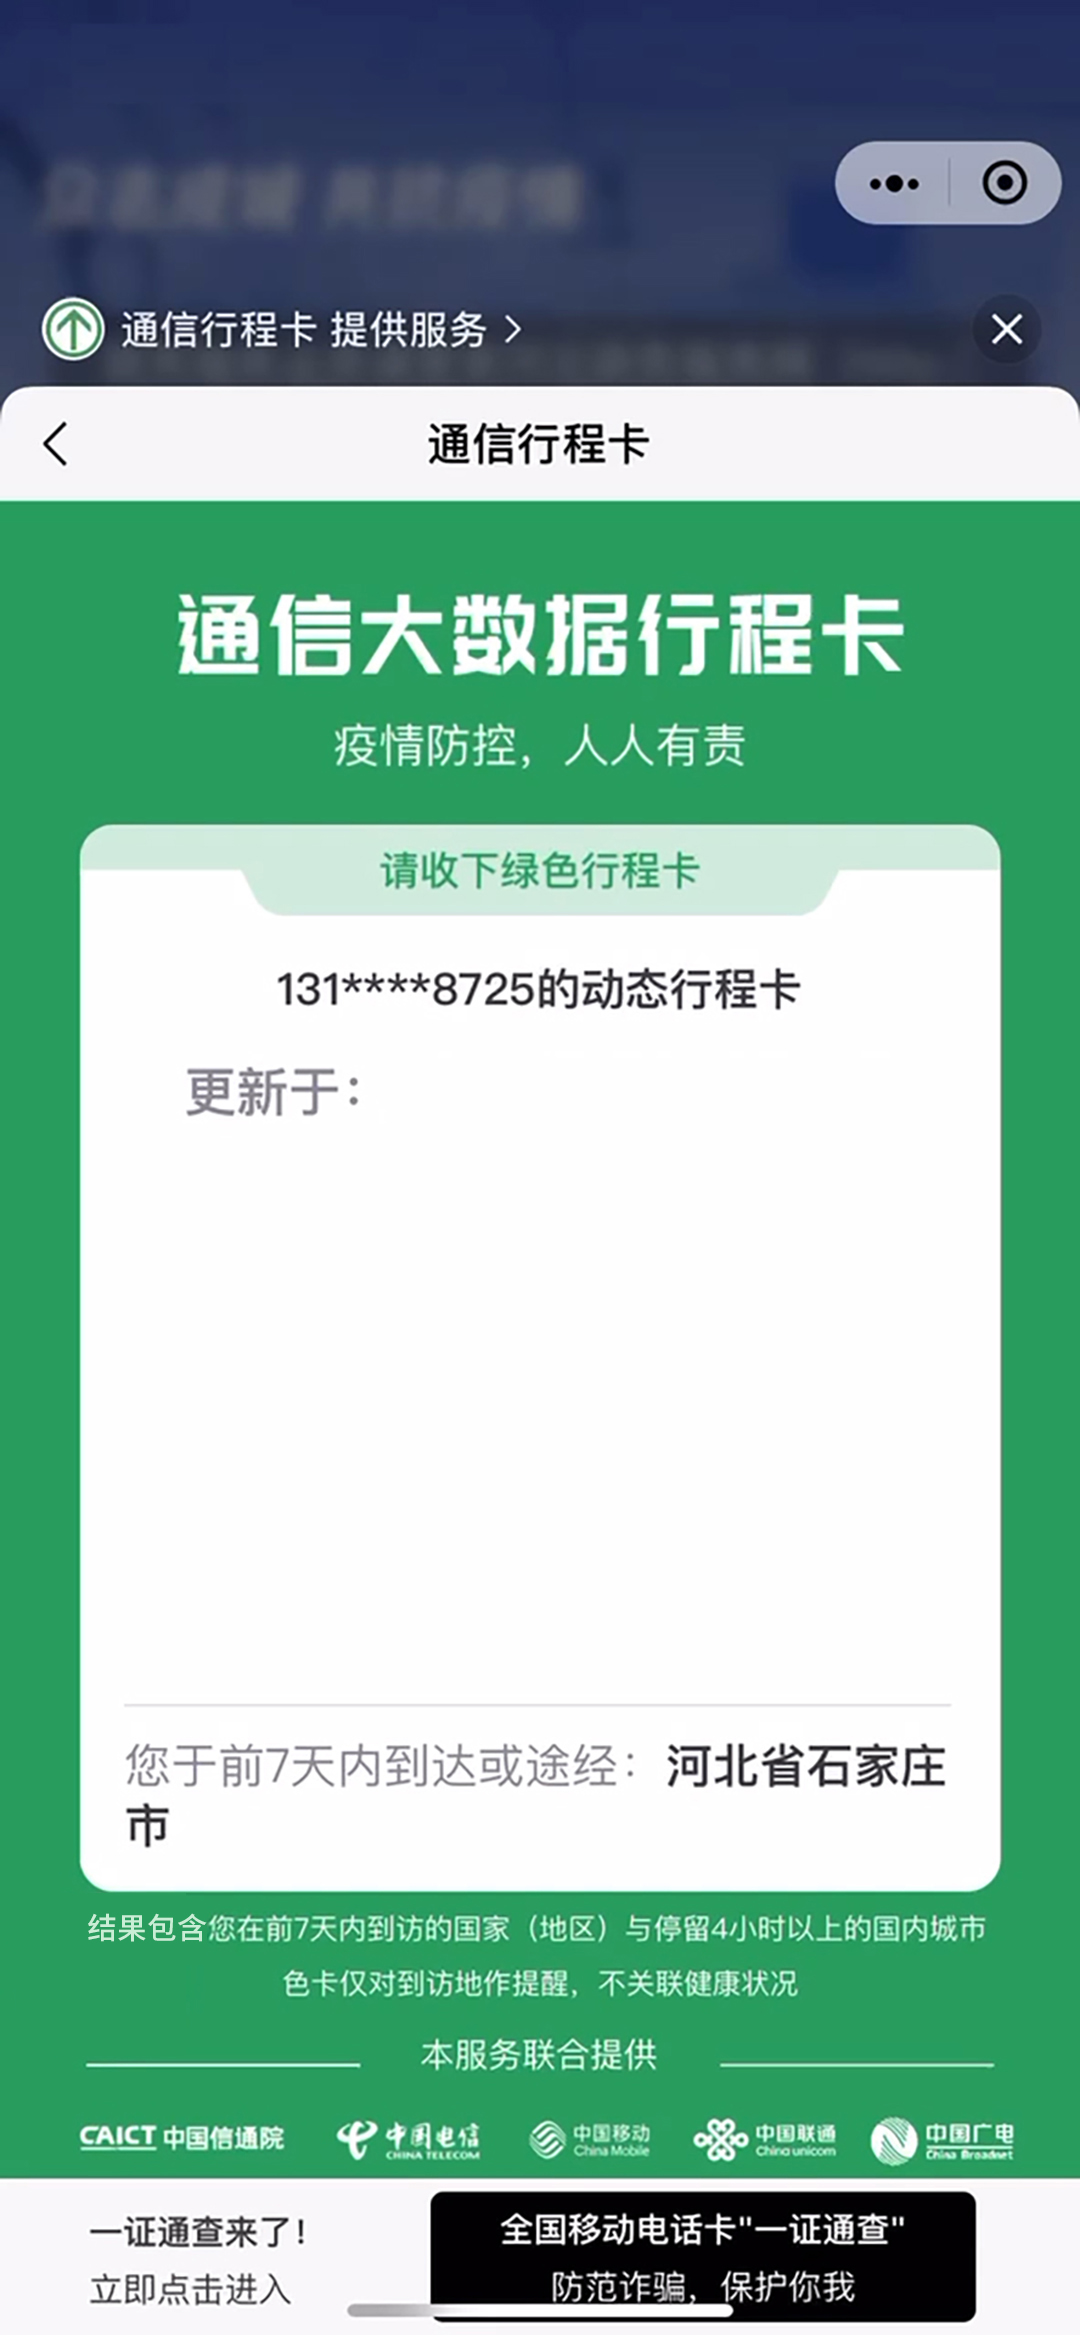 通信行程卡 提供服务
通信行程卡
通信大数据行程卡
疫情防控，人人有责
请收下绿色行程卡
131****8725的动态行程卡
更新于：
您于前7天内到达或途经：河北省石家庄
市
结果包含您在前7天内到访的国家（地区）与停留4小时以上的国内城市
色卡仅对到访地作提醒，不关联健康状况
本服务联合提供
CAICT 中国信通院
中国电信
CHINA TELECOM
中国移动
China Mobile
中国联通
China unicom
中国广电
China Broadnet
一证通查来了！
立即点击进入
全国移动电话卡"一证通查"
防范诈骗，保护你我